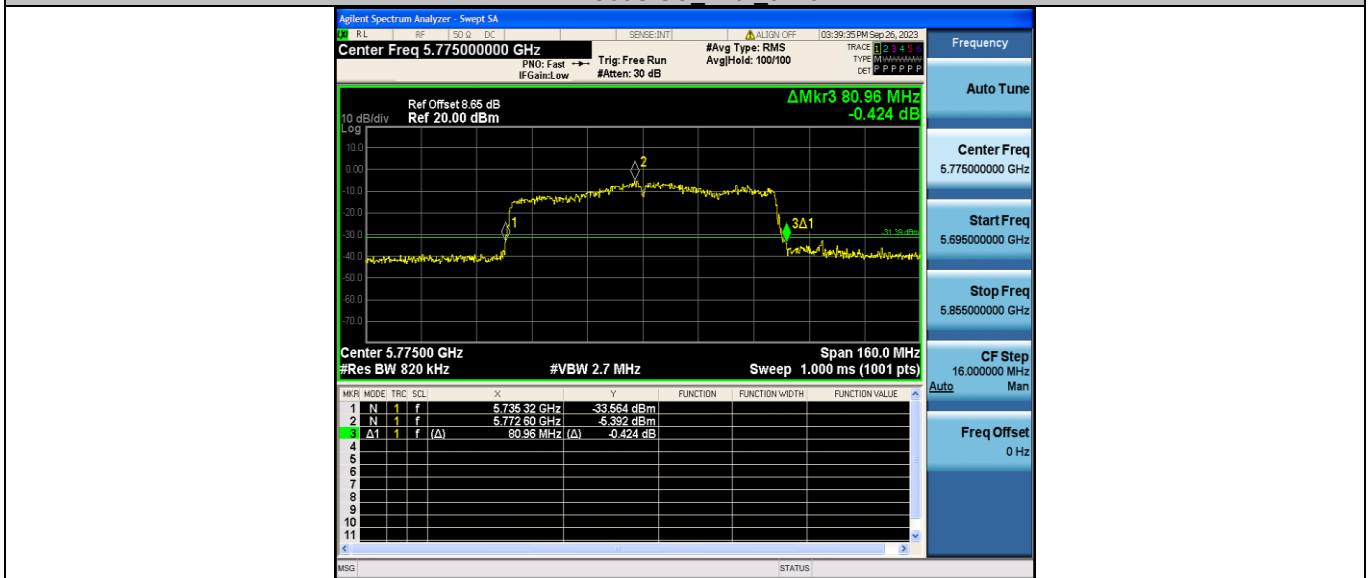 Agilent Spectrum Analyzer - Swept SA
RL RF 50 Ω DC SENSE:INT ALIGN OFF 03:39:35 PM Sep 26, 2023
Center Freq 5.775000000 GHz
PNO: Fast
IFGain:Low
Trig: Free Run
#Atten: 30 dB
#Avg Type: RMS
Avg|Hold: 100/100
TRACE 1 2 3 4 5 6
TYPE M WWWWW
DET P P P P P P
ΔMkr3 80.96 MHz
-0.424 dB
Ref Offset 8.65 dB
10 dB/div Ref 20.00 dBm
Log
10.0
0.00
-10.0
-20.0
-30.0
-40.0
-50.0
-60.0
-70.0
2
1
3Δ1
-31.39 dBm
Center 5.77500 GHz Span 160.0 MHz
#Res BW 820 kHz #VBW 2.7 MHz Sweep 1.000 ms (1001 pts)
MKR MODE TRC SCL X Y FUNCTION FUNCTION WIDTH FUNCTION VALUE
1 N 1 f 5.735 32 GHz -33.564 dBm
2 N 1 f 5.772 60 GHz -5.392 dBm
3 Δ1 1 f (Δ) 80.96 MHz (Δ) -0.424 dB
4
5
6
7
8
9
10
11
MSG STATUS
Frequency
Auto Tune
Center Freq
5.775000000 GHz
Start Freq
5.695000000 GHz
Stop Freq
5.855000000 GHz
CF Step
16.000000 MHz
Auto Man
Freq Offset
0 Hz